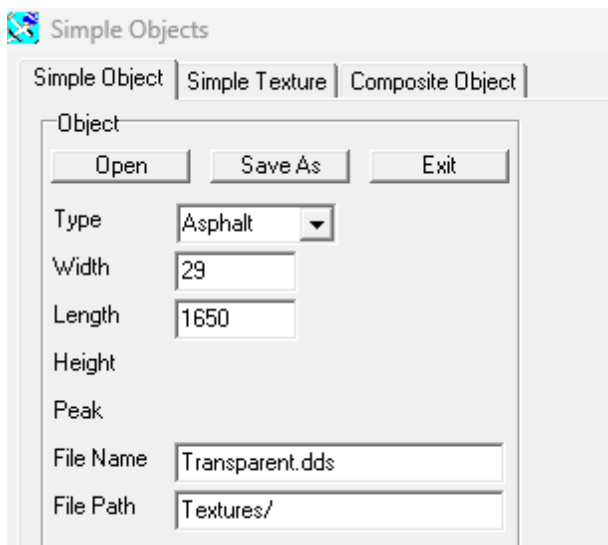 Simple Objects
Simple Object Simple Texture Composite Object
Object
Open Save As Exit
Type Asphalt
Width 29
Length 1650
Height
Peak
File Name Transparent.dds
File Path Textures/